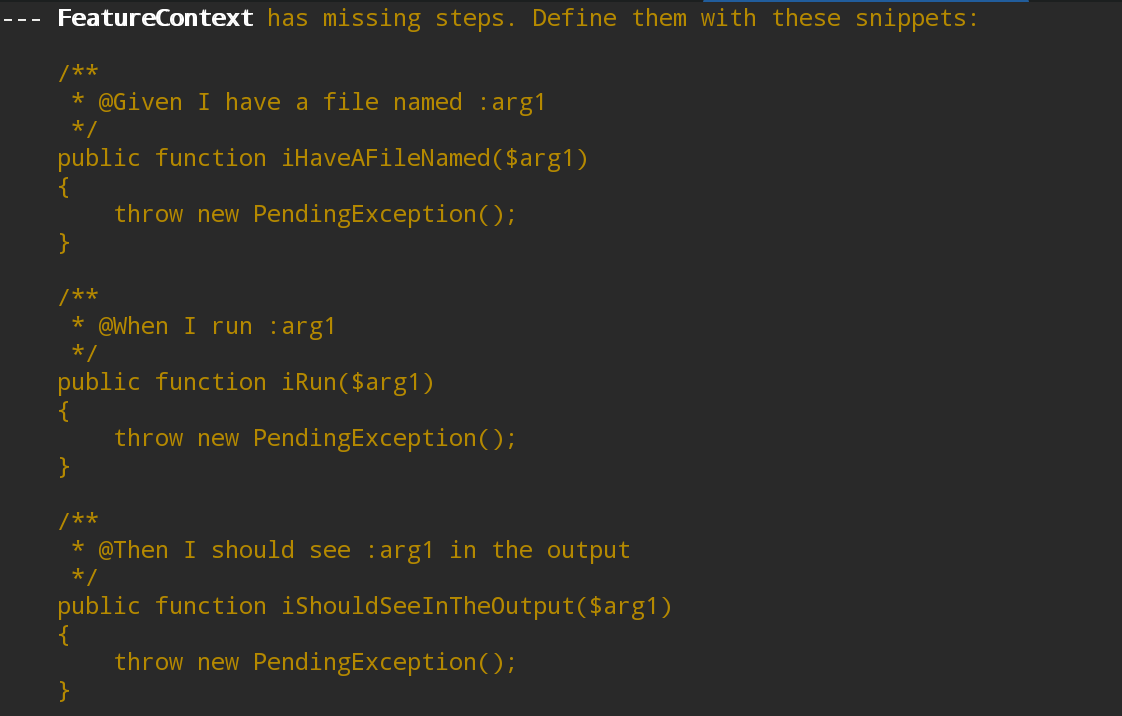 --- FeatureContext has missing steps. Define them with these snippets:
/**
* @Given I have a file named :arg1
*/
public function iHaveAFileNamed($arg1)
{
throw new PendingException();
}
/**
* @When I run :arg1
*/
public function iRun($arg1)
{
throw new PendingException();
}
/**
* @Then I should see :arg1 in the output
*/
public function iShouldSeeInTheOutput($arg1)
{
throw new PendingException();
}